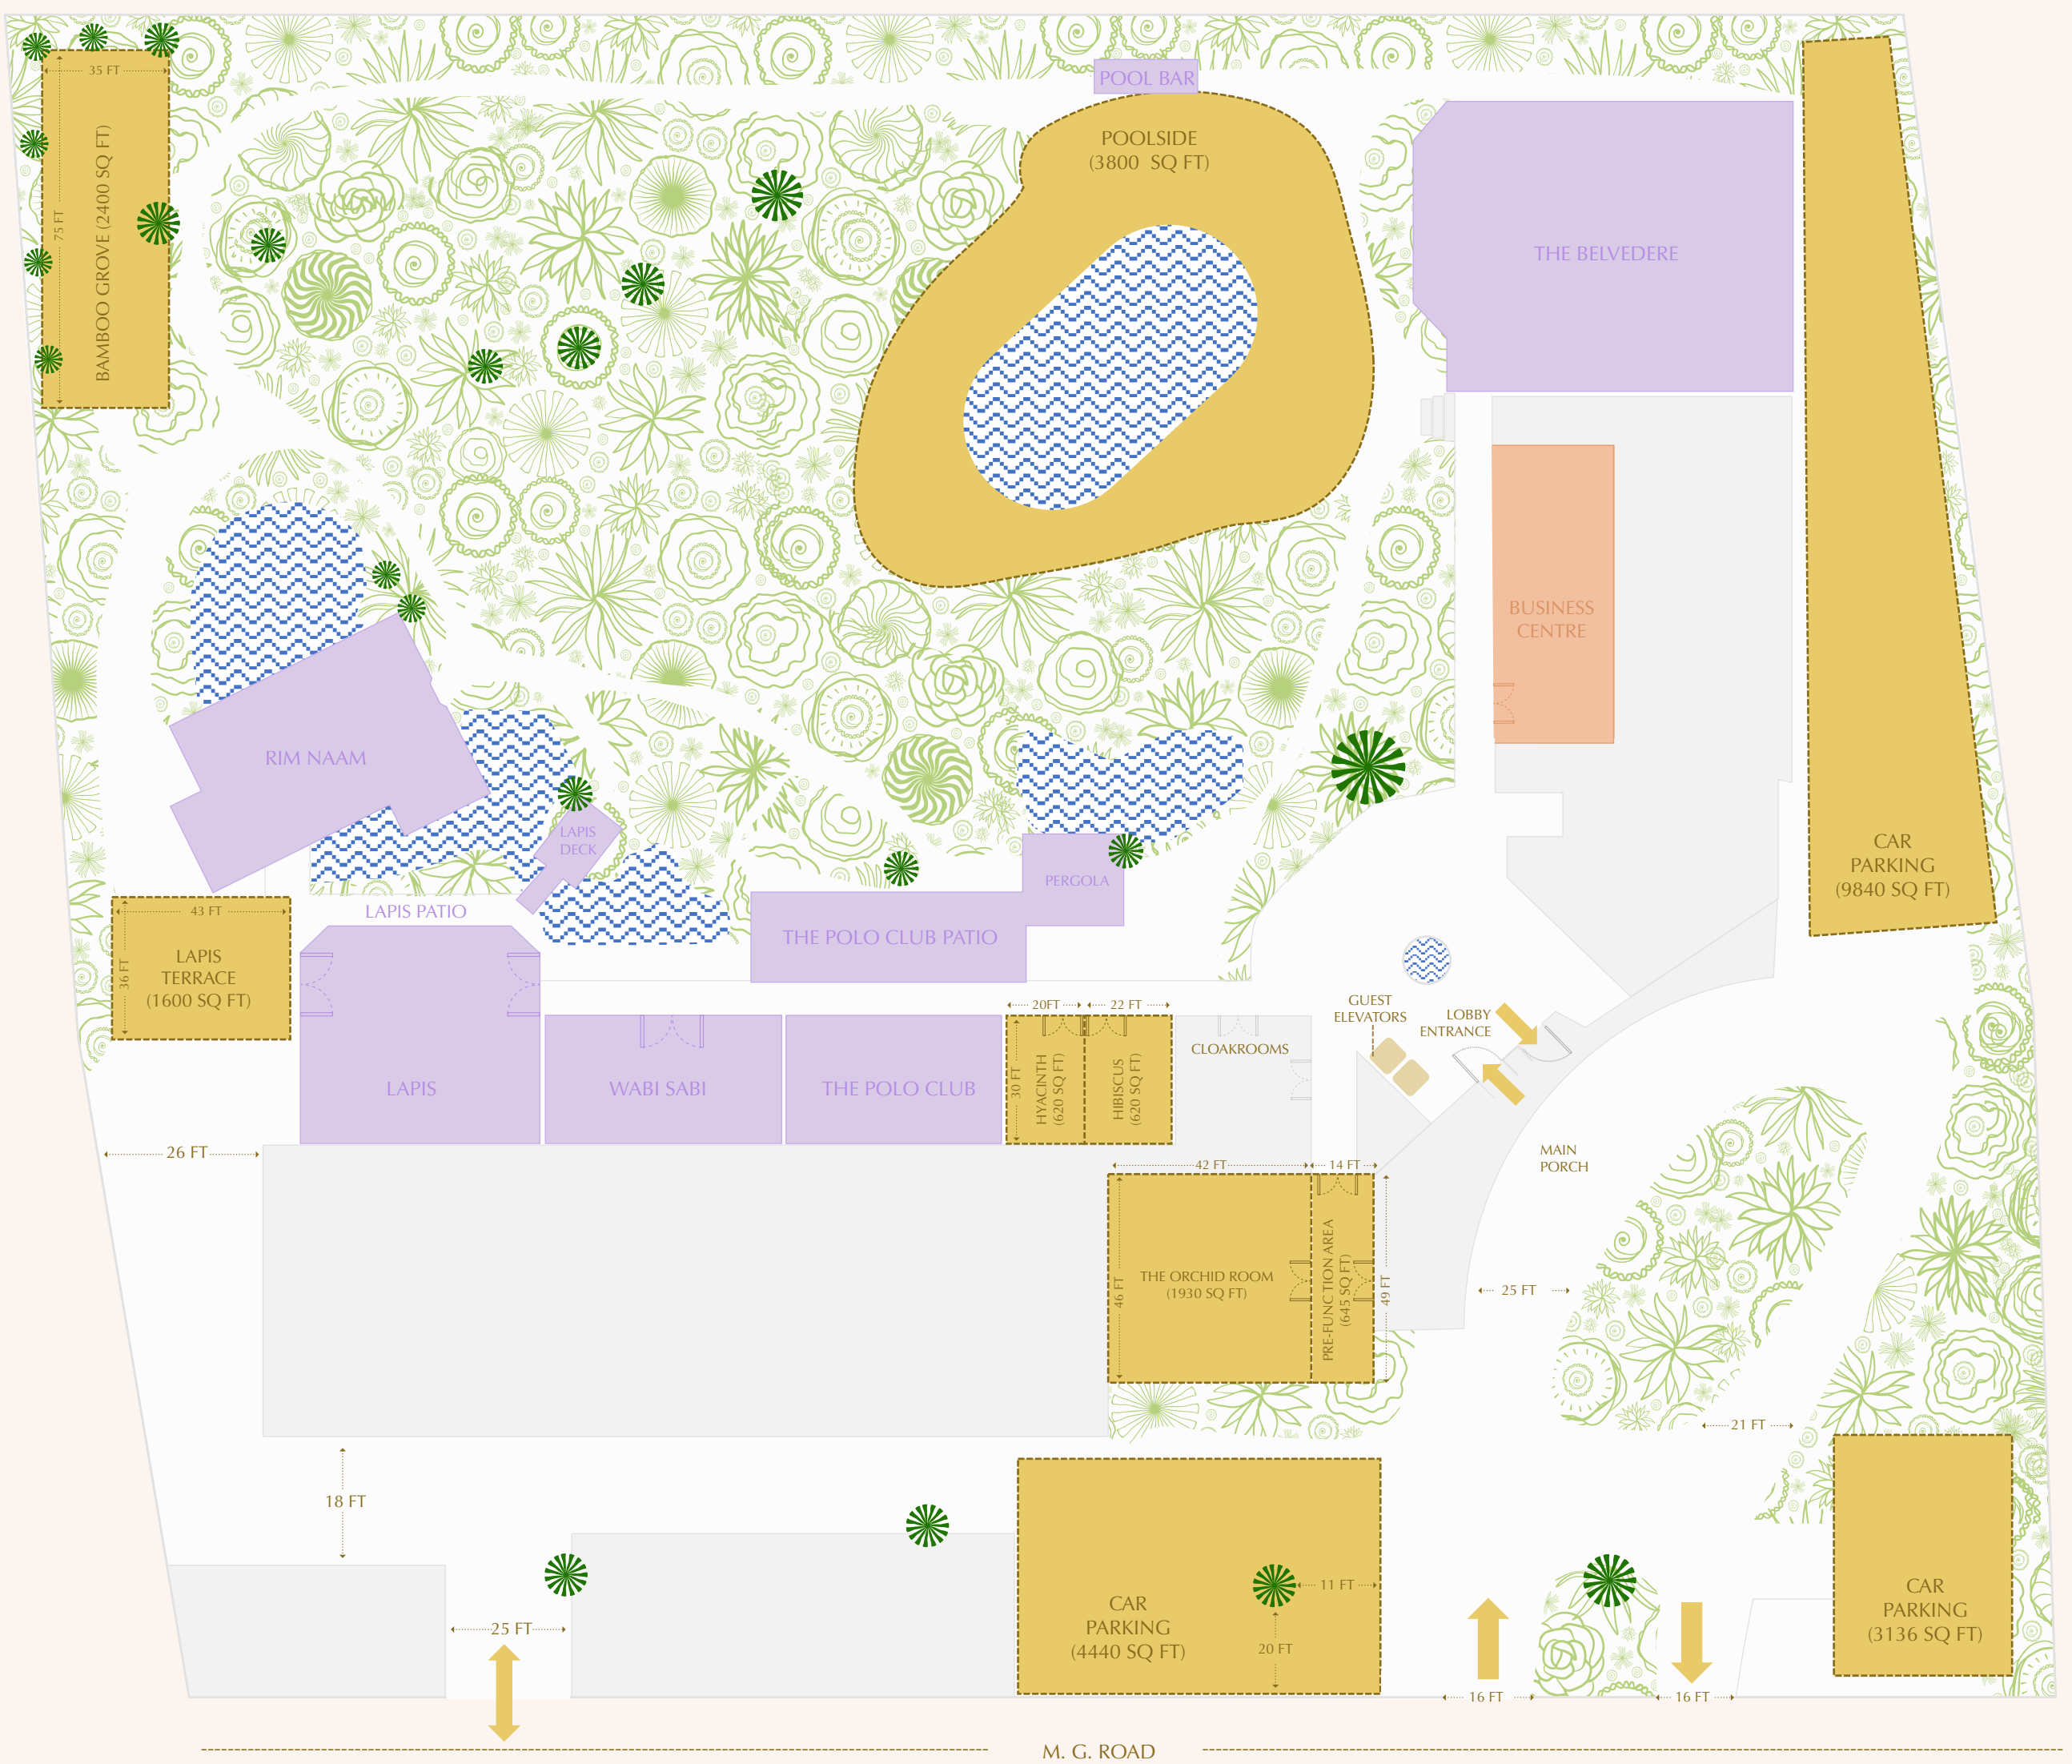 35 FT
75 FT
BAMBOO GROVE (2400 SQ FT)
POOL BAR
POOLSIDE
(3800 SQ FT)
THE BELVEDERE
BUSINESS
CENTRE
CAR
PARKING
(9840 SQ FT)
RIM NAAM
LAPIS
DECK
LAPIS PATIO
PERGOLA
THE POLO CLUB PATIO
43 FT
36 FT
LAPIS
TERRACE
(1600 SQ FT)
LAPIS
WABI SABI
THE POLO CLUB
20FT
22 FT
30 FT
HYACINTH
(620 SQ FT)
HIBISCUS
(620 SQ FT)
CLOAKROOMS
GUEST
ELEVATORS
LOBBY
ENTRANCE
MAIN
PORCH
26 FT
42 FT
14 FT
46 FT
THE ORCHID ROOM
(1930 SQ FT)
PRE-FUNCTION AREA
(645 SQ FT)
49 FT
25 FT
21 FT
18 FT
25 FT
CAR
PARKING
(4440 SQ FT)
11 FT
20 FT
CAR
PARKING
(3136 SQ FT)
16 FT
16 FT
M. G. ROAD